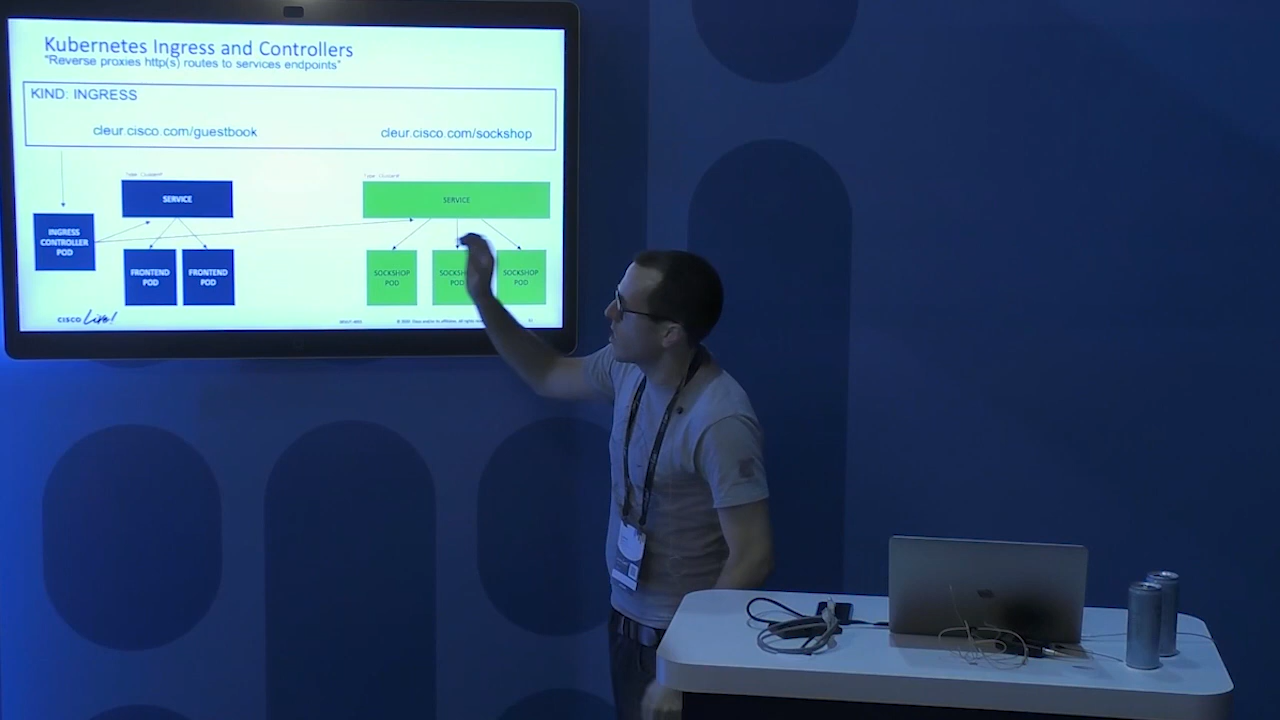 Kubernetes Ingress and Controllers
"Reverse proxies http(s) routes to services endpoints"
KIND: INGRESS
cleur.cisco.com/guestbook
cleur.cisco.com/sockshop
SERVICE
SERVICE
INGRESS
CONTROLLER
POD
FRONTEND
POD
FRONTEND
POD
SOCKSHOP
POD
POD
SOCKSHOP
POD
CISCO Live!